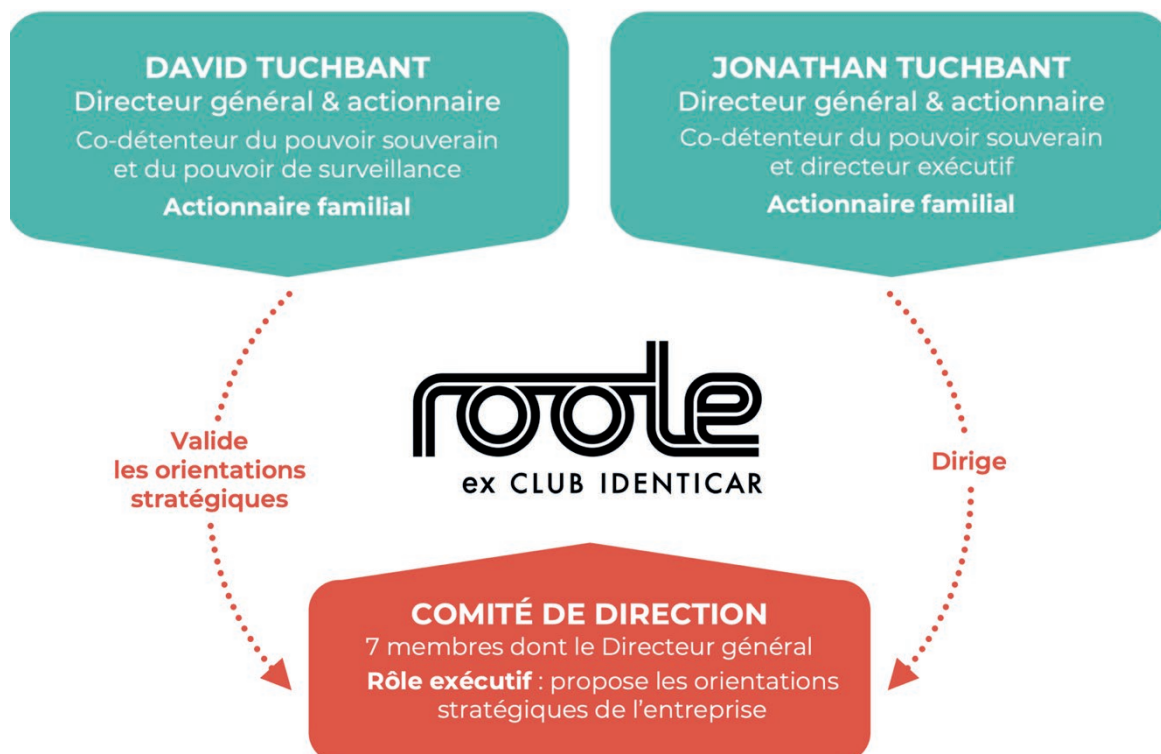 DAVID TUCHBANT
Directeur général & actionnaire
Co-détenteur du pouvoir souverain
et du pouvoir de surveillance
Actionnaire familial
JONATHAN TUCHBANT
Directeur général & actionnaire
Co-détenteur du pouvoir souverain
et directeur exécutif
Actionnaire familial
Valide
les orientations
stratégiques
roole
ex CLUB IDENTICAR
Dirige
COMITÉ DE DIRECTION
7 membres dont le Directeur général
Rôle exécutif : propose les orientations
stratégiques de l'entreprise